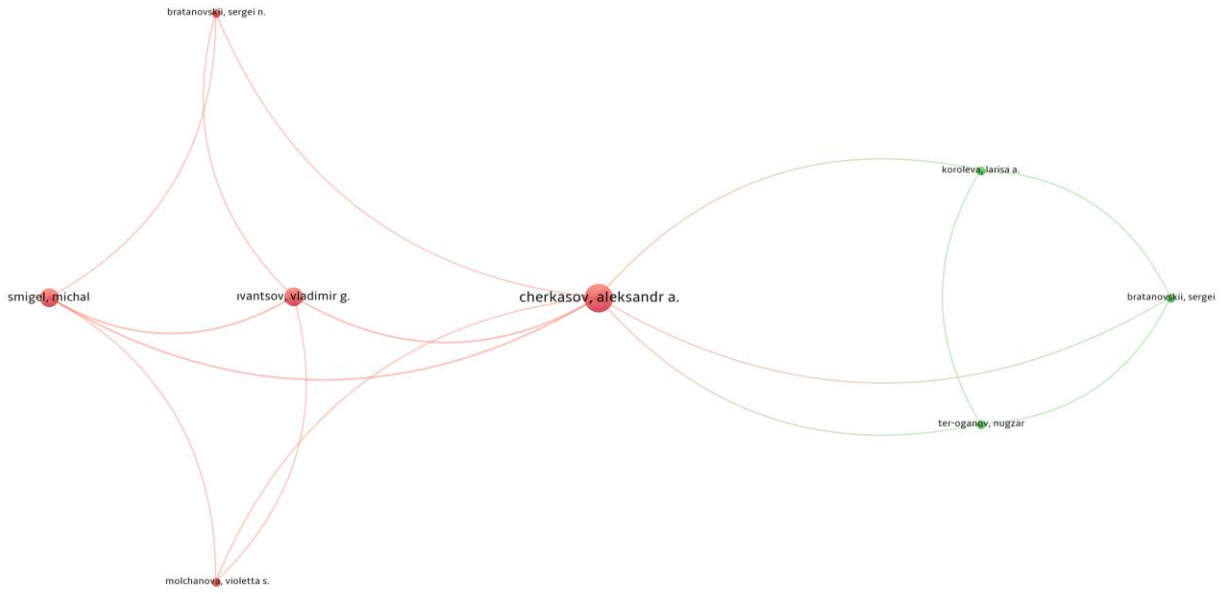 bratanovskii, sergei n.
koroleva, larisa a.
smigel, michal
ivantsov, vladimir g.
cherkasov, aleksandr a.
bratanovskii, sergei
ter-oganov, nugzar
molchanova, violetta s.